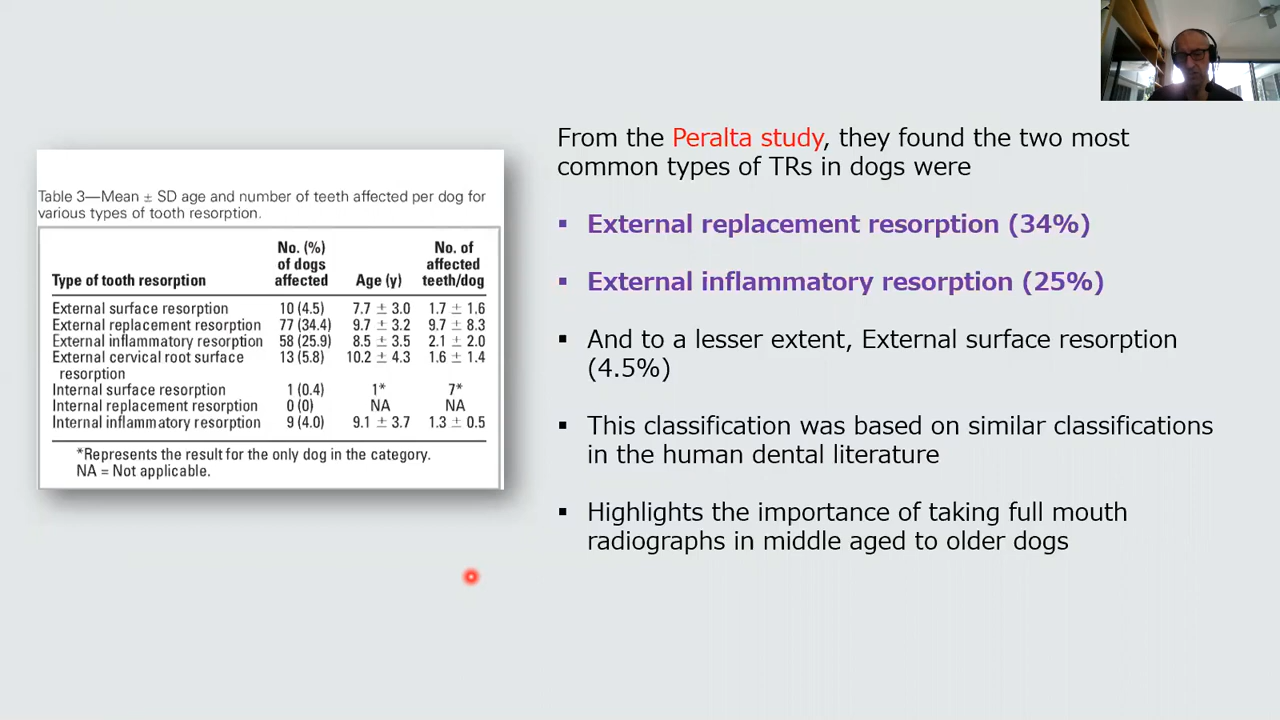 Table 3—Mean ± SD age and number of teeth affected per dog for
various types of tooth resorption.
Type of tooth resorption No. (%) of dogs affected Age (y) No. of affected teeth/dog
External surface resorption 10 (4.5) 7.7 ± 3.0 1.7 ± 1.6
External replacement resorption 77 (34.4) 9.7 ± 3.2 9.7 ± 8.3
External inflammatory resorption 58 (25.9) 8.5 ± 3.5 2.1 ± 2.0
External cervical root surface 13 (5.8) 10.2 ± 4.3 1.6 ± 1.4
resorption
Internal surface resorption 1 (0.4) 1* 7*
Internal replacement resorption 0 (0) NA NA
Internal inflammatory resorption 9 (4.0) 9.1 ± 3.7 1.3 ± 0.5
*Represents the result for the only dog in the category.
NA = Not applicable.
From the Peralta study, they found the two most
common types of TRs in dogs were
▪ External replacement resorption (34%)
▪ External inflammatory resorption (25%)
▪ And to a lesser extent, External surface resorption
(4.5%)
▪ This classification was based on similar classifications
in the human dental literature
▪ Highlights the importance of taking full mouth
radiographs in middle aged to older dogs